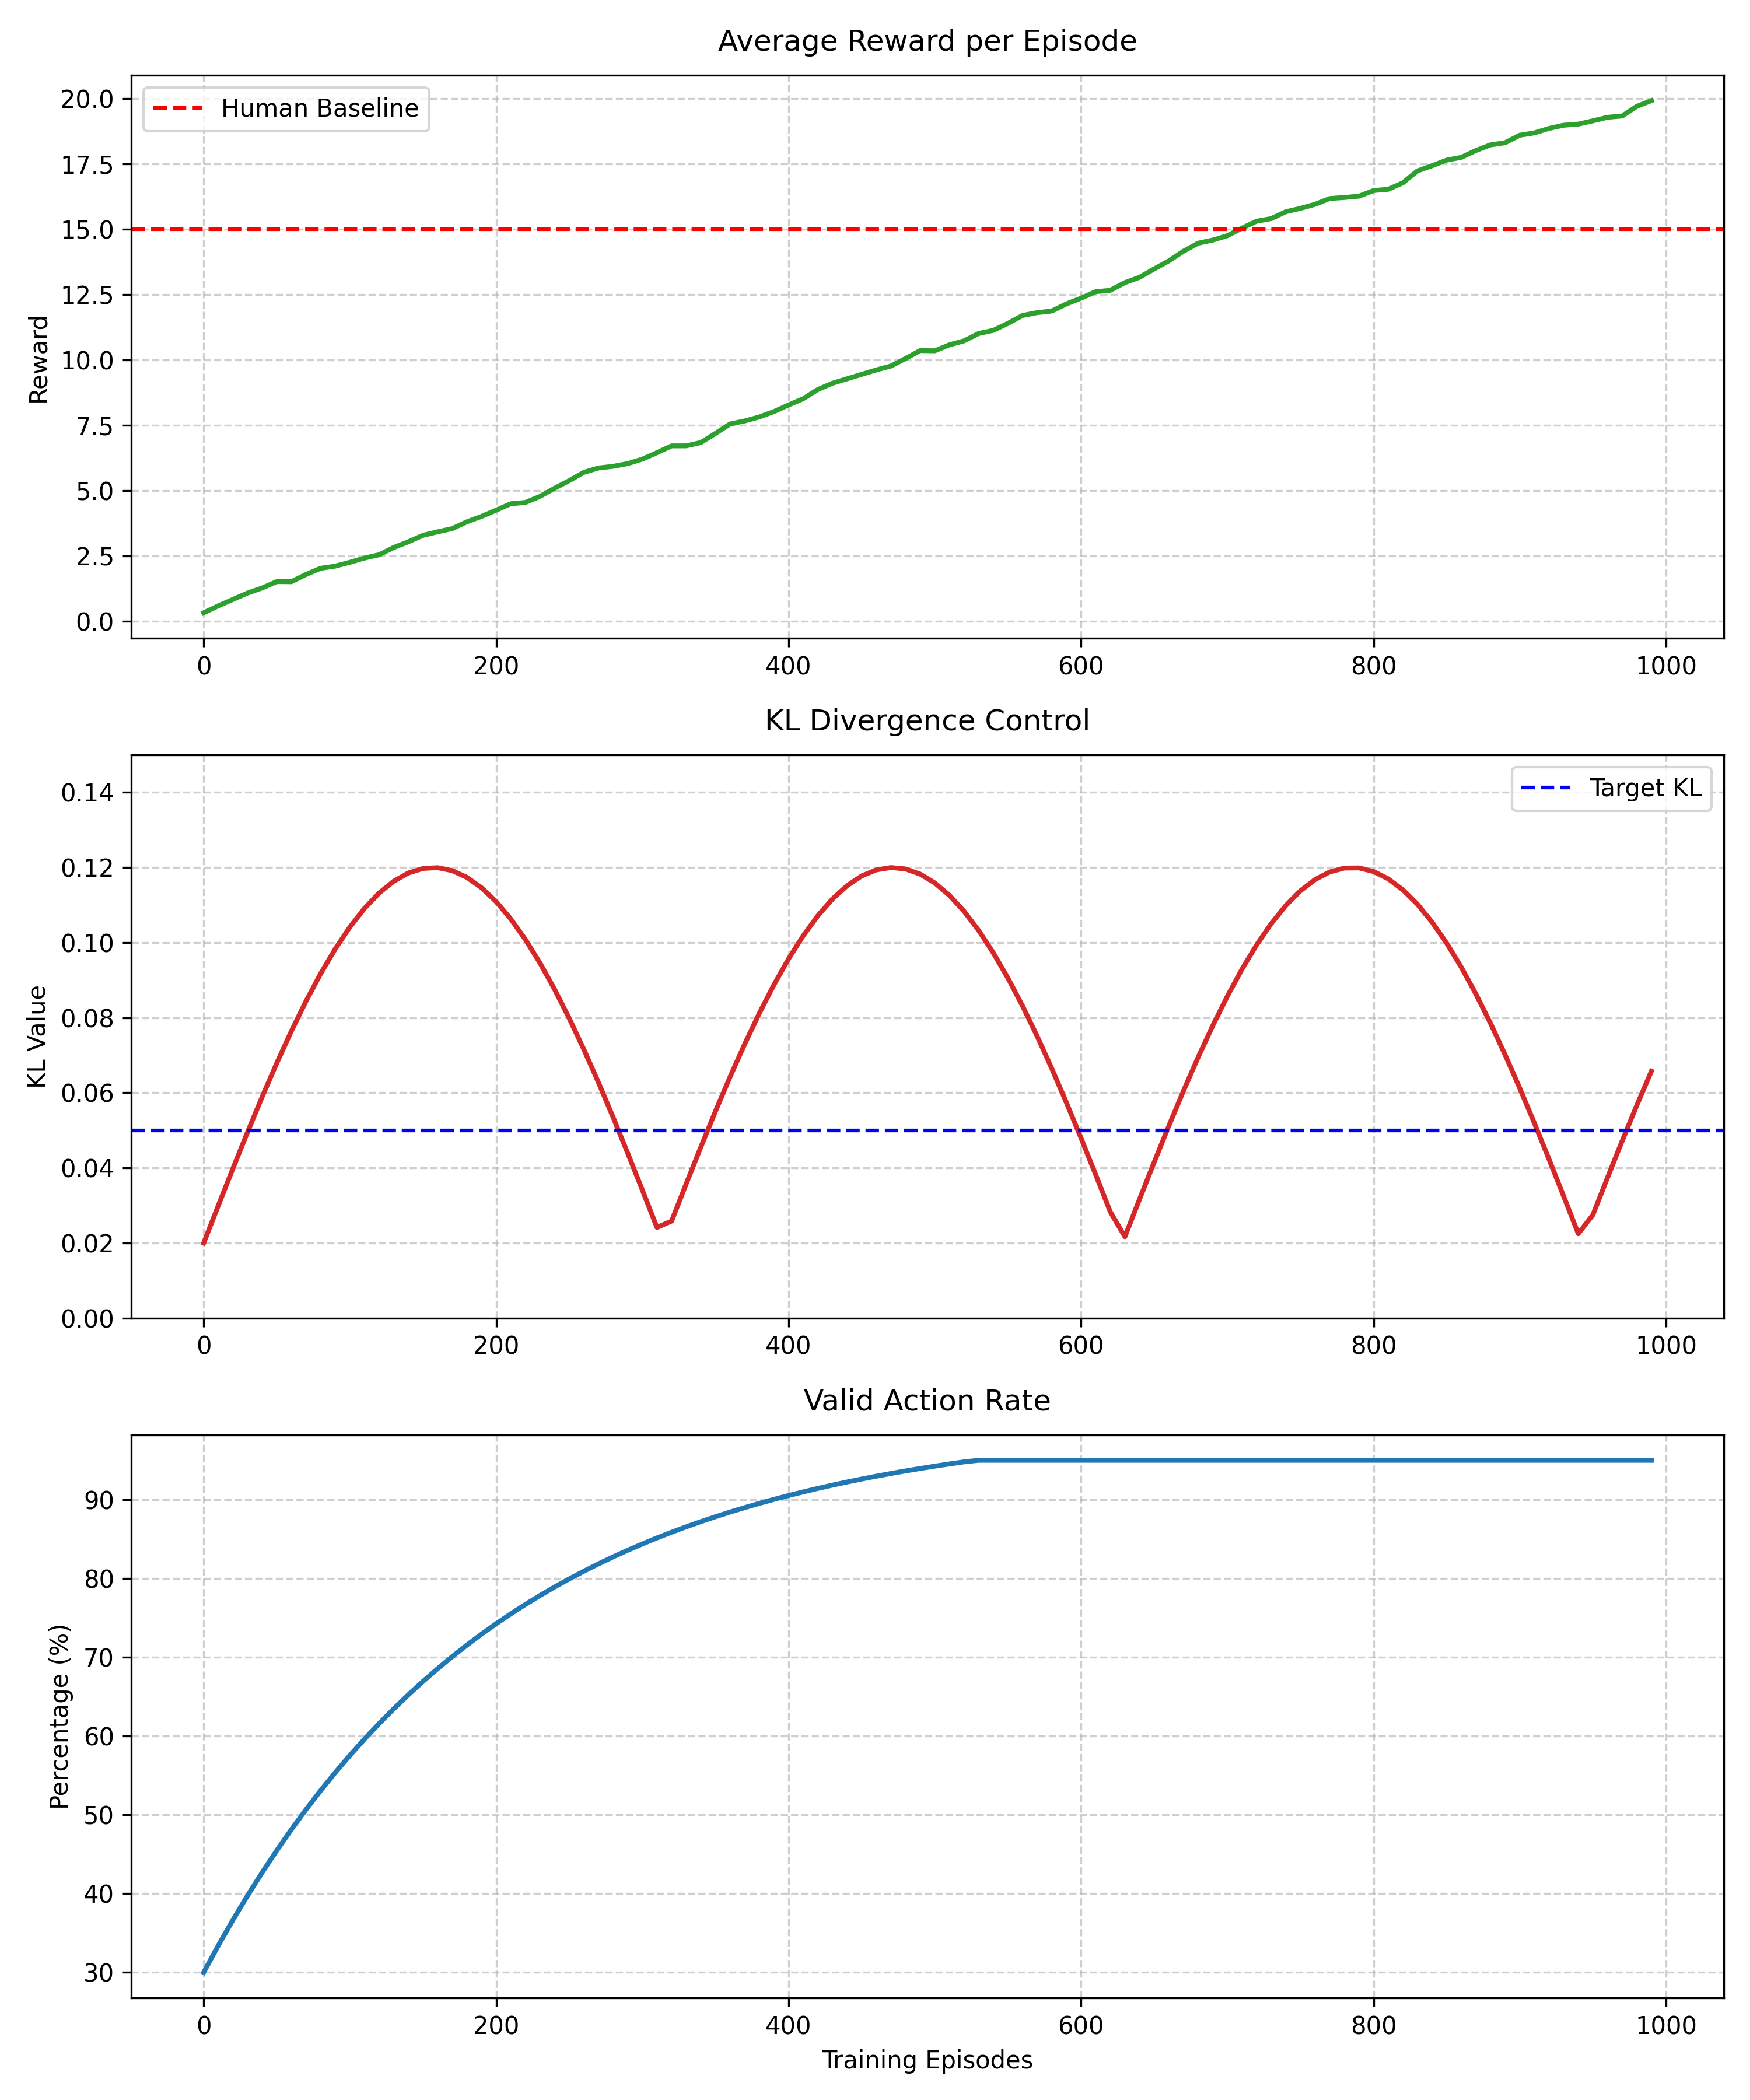 Average Reward per Episode
Human Baseline
20.0
17.5
15.0
12.5
10.0
7.5
5.0
2.5
0.0
Reward
0 200 400 600 800 1000
KL Divergence Control
Target KL
0.14
0.12
0.10
0.08
0.06
0.04
0.02
0.00
KL Value
0 200 400 600 800 1000
Valid Action Rate
90
80
70
60
50
40
30
Percentage (%)
0 200 400 600 800 1000
Training Episodes